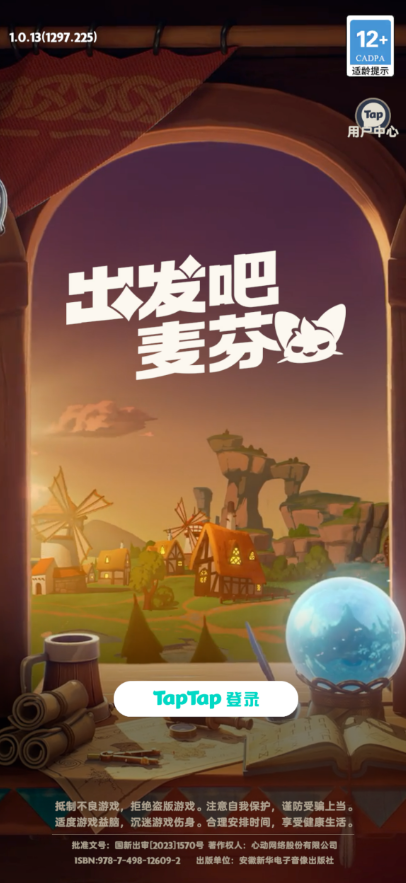 1.0.13(1297.225)
12+
CADPA
适龄提示
Tap
用户中心
出发吧
麦芬
TapTap 登录
抵制不良游戏，拒绝盗版游戏。注意自我保护，谨防受骗上当。
适度游戏益脑，沉迷游戏伤身。合理安排时间，享受健康生活。
批准文号：国新出审[2023]1570号 著作权人：心动网络股份有限公司
ISBN:978-7-498-12609-2 出版单位：安徽新华电子音像出版社